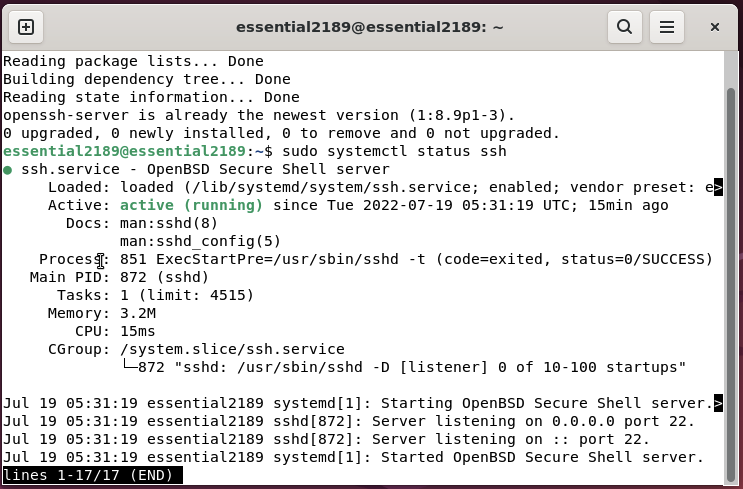 essential2189@essential2189: ~
Reading package lists... Done
Building dependency tree... Done
Reading state information... Done
openssh-server is already the newest version (1:8.9p1-3).
0 upgraded, 0 newly installed, 0 to remove and 0 not upgraded.
essential2189@essential2189:~$ sudo systemctl status ssh
● ssh.service - OpenBSD Secure Shell server
     Loaded: loaded (/lib/systemd/system/ssh.service; enabled; vendor preset: e>
     Active: active (running) since Tue 2022-07-19 05:31:19 UTC; 15min ago
       Docs: man:sshd(8)
             man:sshd_config(5)
    Process: 851 ExecStartPre=/usr/sbin/sshd -t (code=exited, status=0/SUCCESS)
   Main PID: 872 (sshd)
      Tasks: 1 (limit: 4515)
     Memory: 3.2M
        CPU: 15ms
     CGroup: /system.slice/ssh.service
             └─872 "sshd: /usr/sbin/sshd -D [listener] 0 of 10-100 startups"
Jul 19 05:31:19 essential2189 systemd[1]: Starting OpenBSD Secure Shell server.>
Jul 19 05:31:19 essential2189 sshd[872]: Server listening on 0.0.0.0 port 22.
Jul 19 05:31:19 essential2189 sshd[872]: Server listening on :: port 22.
Jul 19 05:31:19 essential2189 systemd[1]: Started OpenBSD Secure Shell server.
lines 1-17/17 (END)